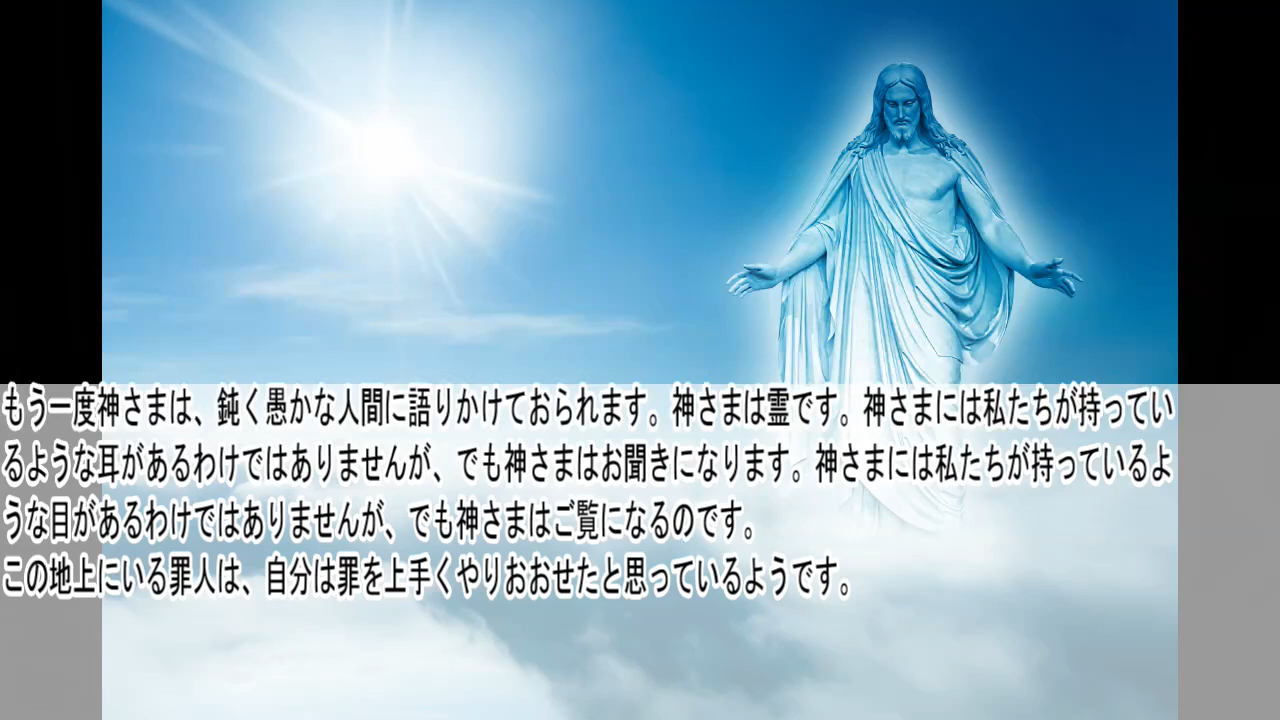 もう一度神さまは、鈍く愚かな人間に語りかけておられます。神さまは霊です。神さまには私たちが持ってい
るような耳があるわけではありませんが、でも神さまはお聞きになります。神さまには私たちが持っているよ
うな目があるわけではありませんが、でも神さまはご覧になるのです。
この地上にいる罪人は、自分は罪を上手くやりおおせたと思っているようです。